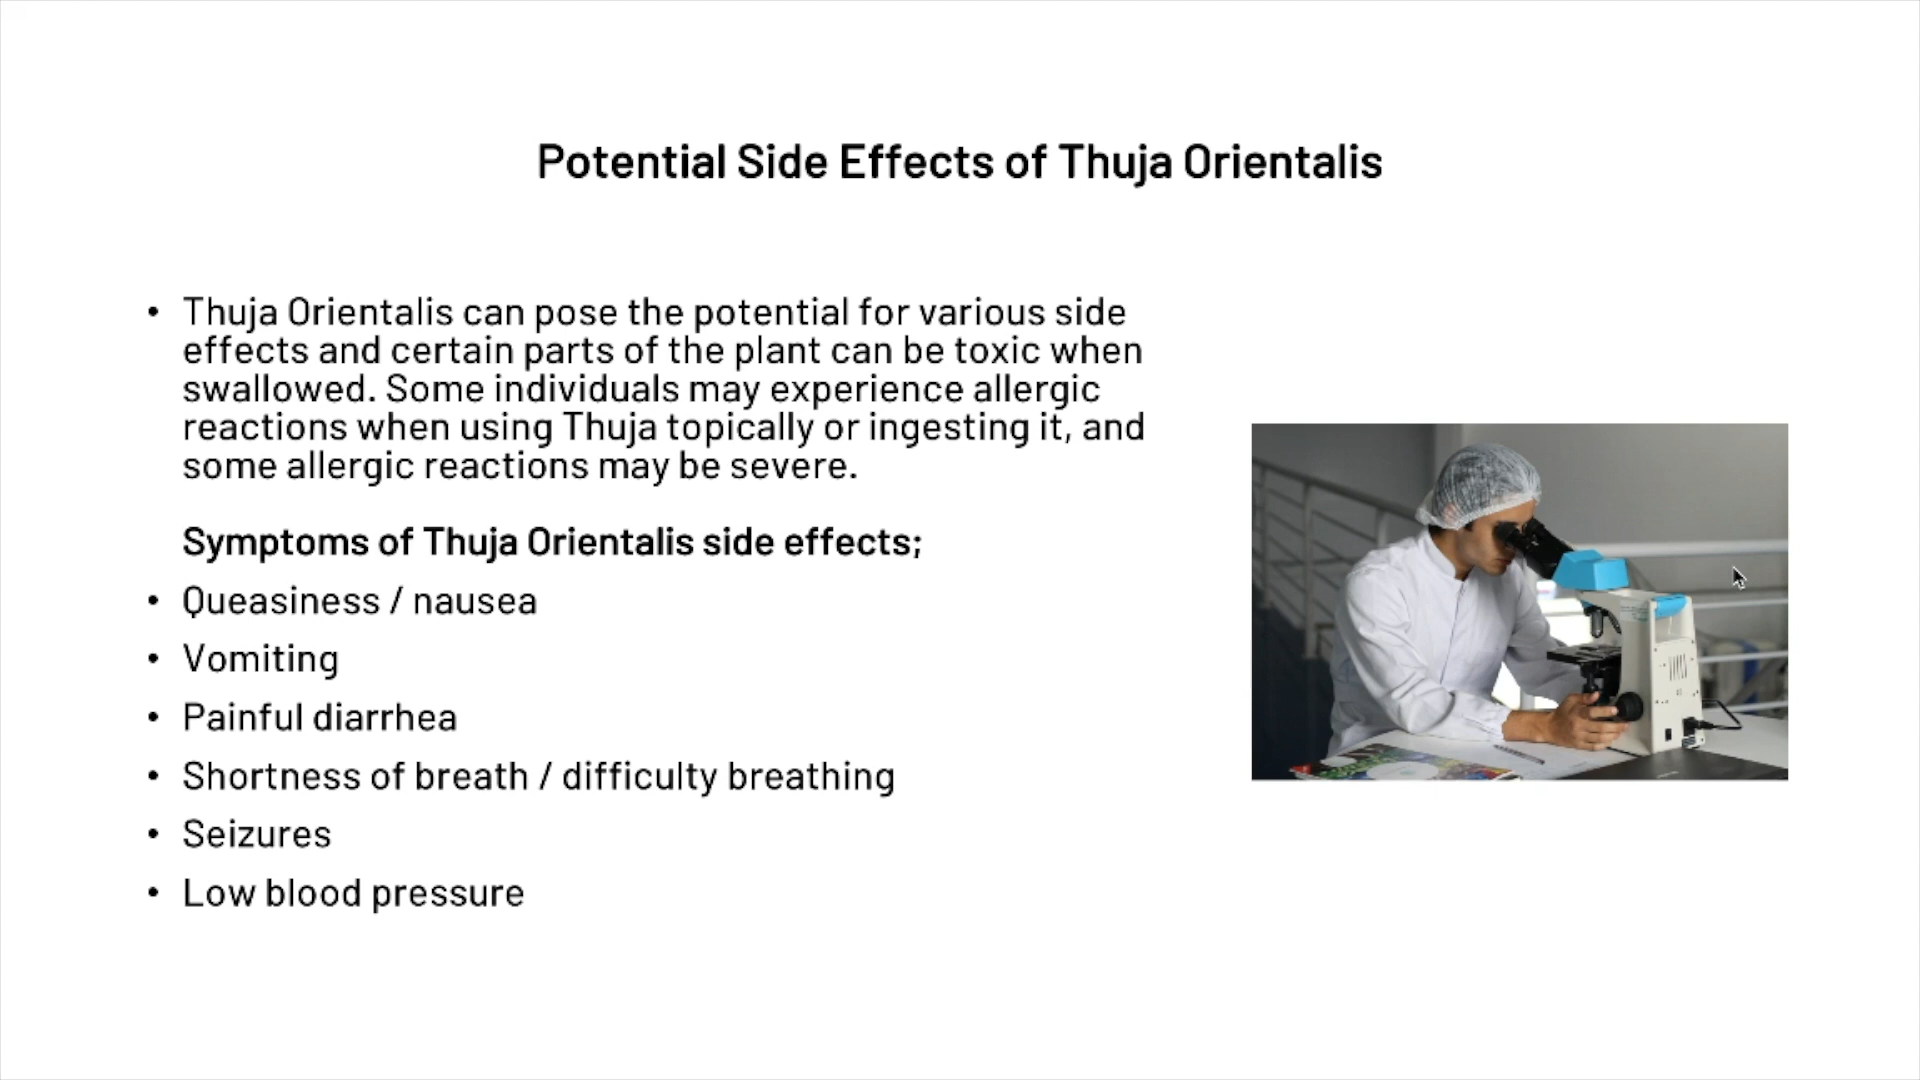 Potential Side Effects of Thuja Orientalis
• Thuja Orientalis can pose the potential for various side
effects and certain parts of the plant can be toxic when
swallowed. Some individuals may experience allergic
reactions when using Thuja topically or ingesting it, and
some allergic reactions may be severe.
Symptoms of Thuja Orientalis side effects;
• Queasiness / nausea
• Vomiting
• Painful diarrhea
• Shortness of breath / difficulty breathing
• Seizures
• Low blood pressure